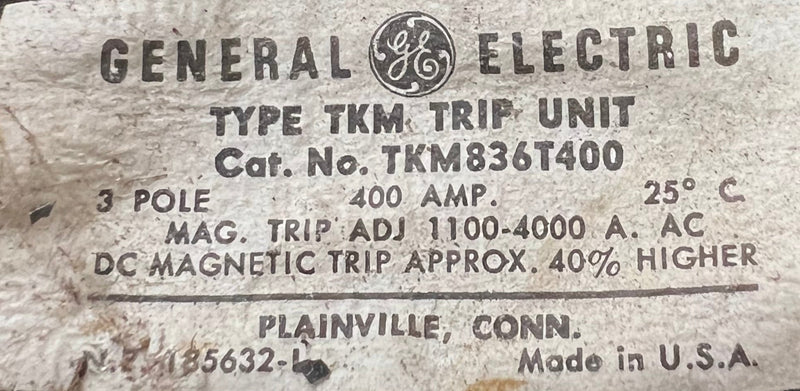 GENERAL GE ELECTRIC
TYPE TKM TRIP UNIT
Cat. No. TKM836T400
3 POLE 400 AMP. 25° C
MAG. TRIP ADJ 1100-4000 A. AC
DC MAGNETIC TRIP APPROX. 40% HIGHER
PLAINVILLE, CONN.
185632-L Made in U.S.A.